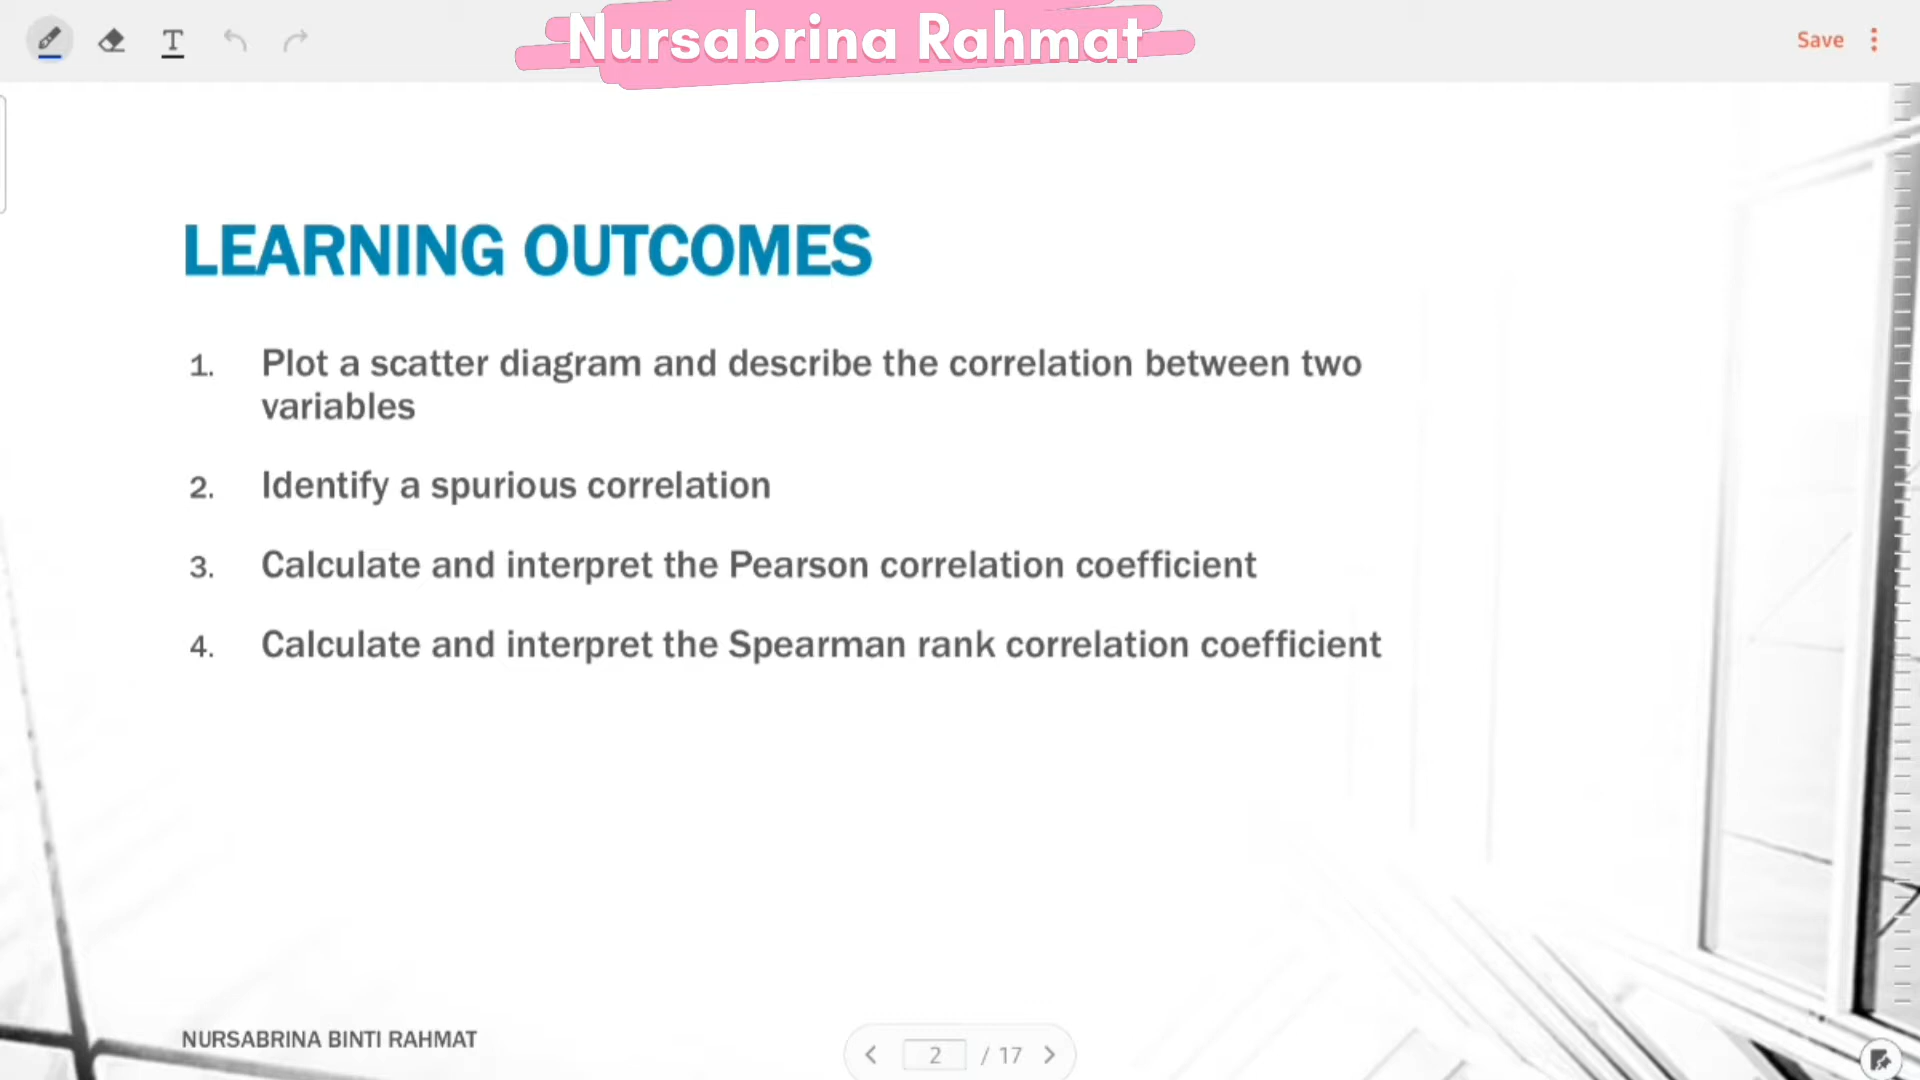 Nursabrina Rahmat
T
Save
LEARNING OUTCOMES
1. Plot a scatter diagram and describe the correlation between two
variables
2. Identify a spurious correlation
3. Calculate and interpret the Pearson correlation coefficient
4. Calculate and interpret the Spearman rank correlation coefficient
NURSABRINA BINTI RAHMAT
2 / 17